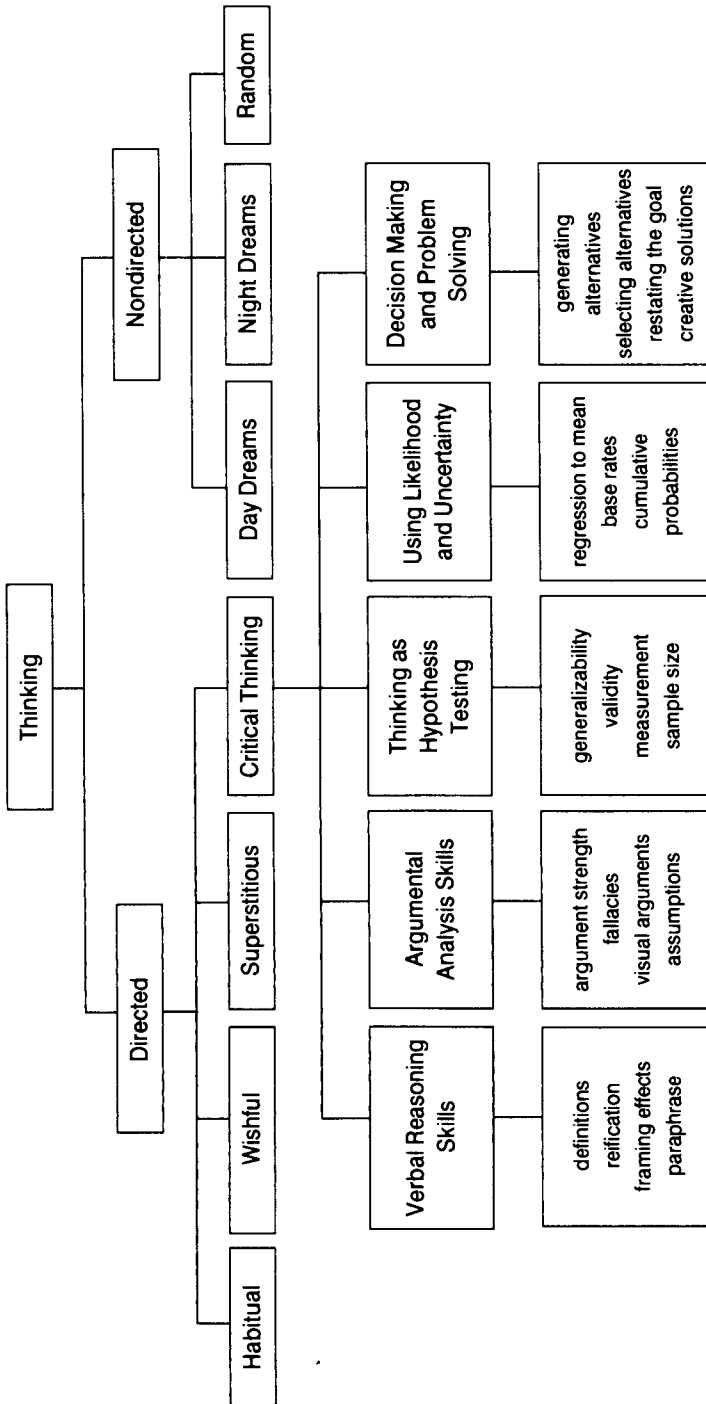 Thinking
Directed
Nondirected
Habitual
Wishful
Superstitious
Critical Thinking
Day Dreams
Night Dreams
Random
Verbal Reasoning
Skills
Argumental
Analysis Skills
Thinking as
Hypothesis
Testing
Using Likelihood
and Uncertainty
Decision Making
and Problem
Solving
definitions
reification
framing effects
paraphrase
argument strength
fallacies
visual arguments
assumptions
generalizability
validity
measurement
sample size
regression to mean
base rates
cumulative
probabilities
generating
alternatives
selecting alternatives
restating the goal
creative solutions